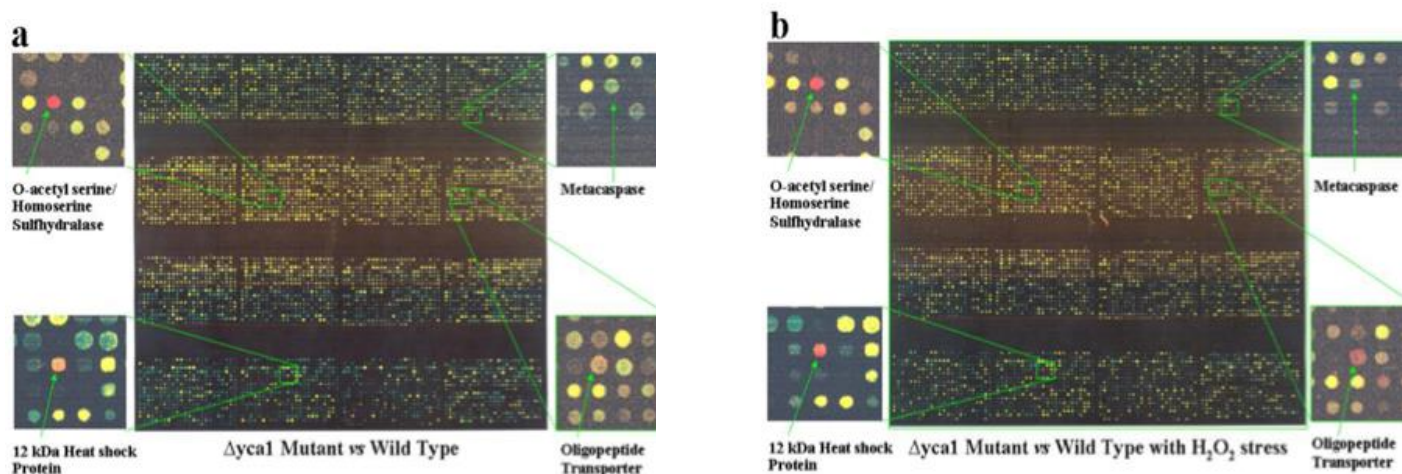 a
O-acetyl serine/
Homoserine
Sulfhydralase
Metacaspase
12 kDa Heat shock
Protein
Δyca1 Mutant vs Wild Type
Oligopeptide
Transporter
b
O-acetyl serine/
Homoserine
Sulfhydralase
Metacaspase
12 kDa Heat shock
Protein
Δyca1 Mutant vs Wild Type with H₂O₂ stress
Oligopeptide
Transporter